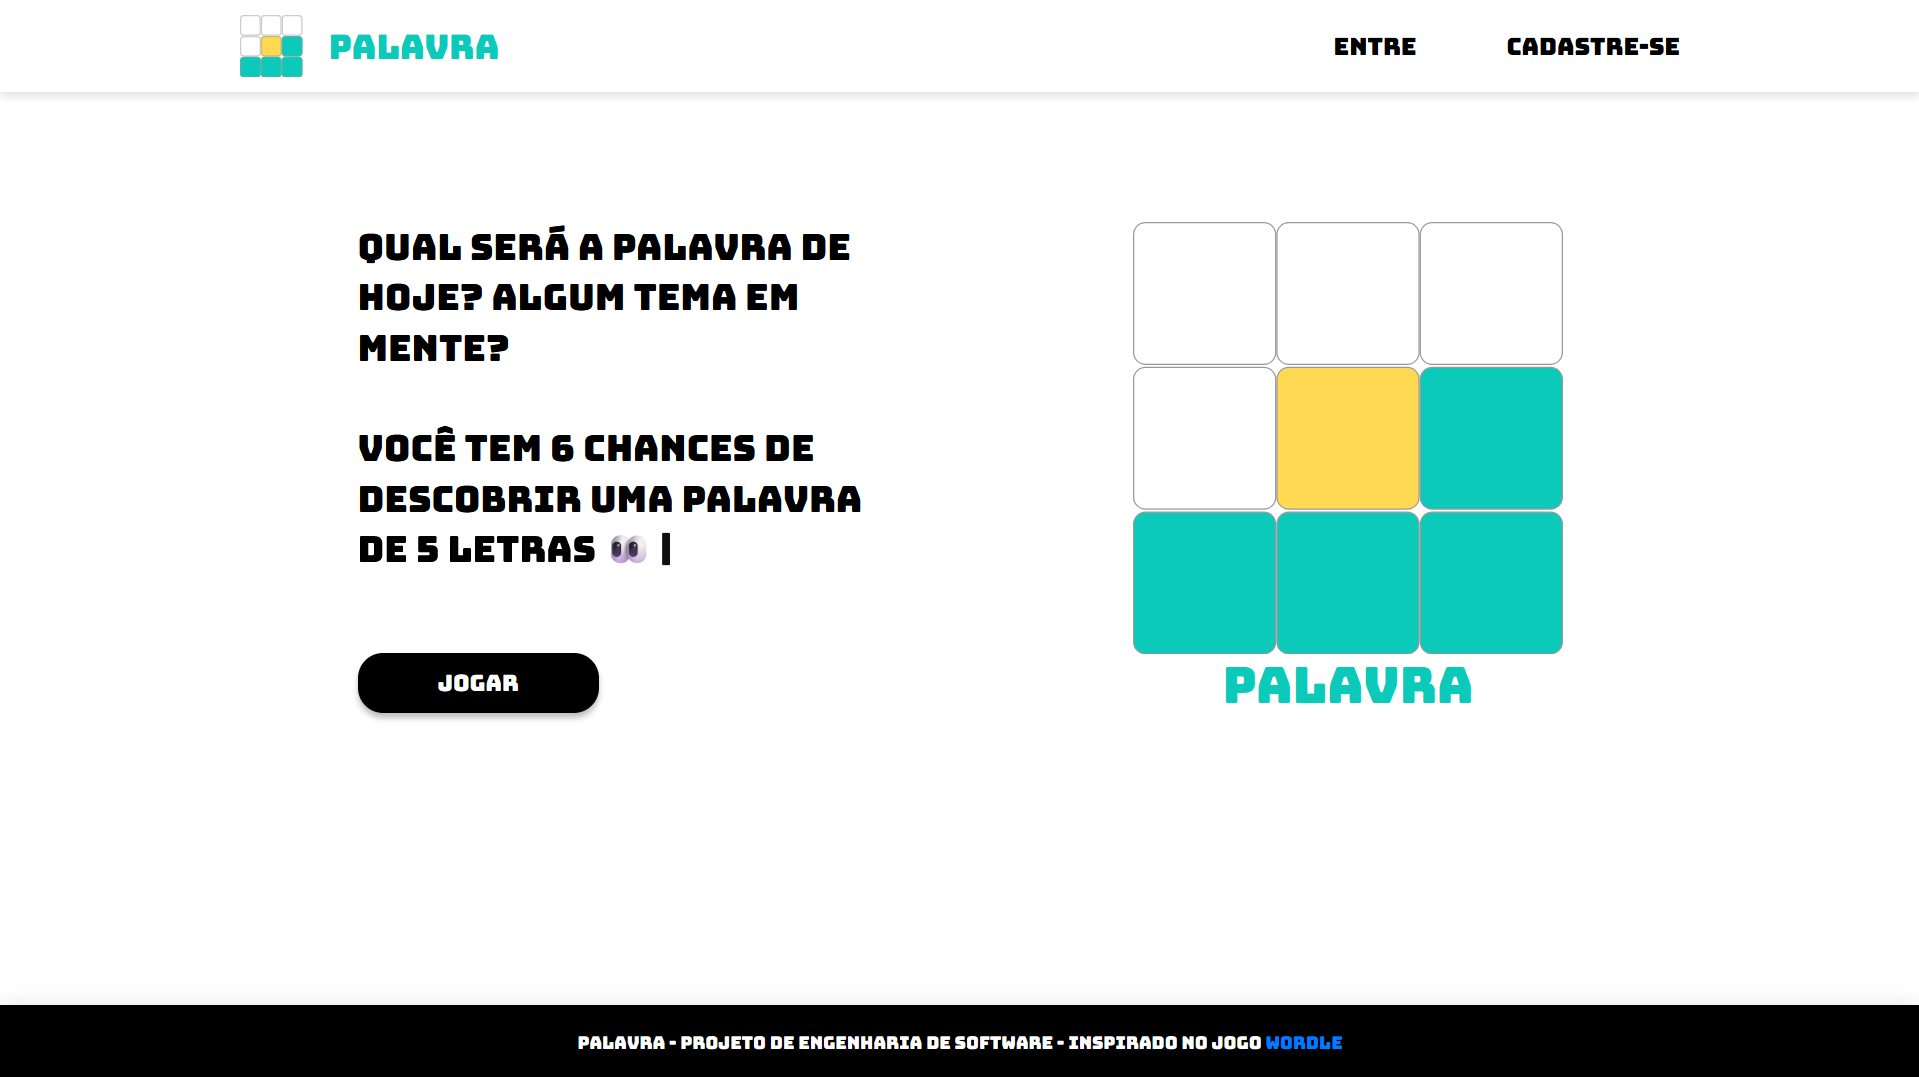 PALAVRA
ENTRE
CADASTRE-SE
QUAL SERÁ A PALAVRA DE
HOJE? ALGUM TEMA EM
MENTE?
VOCÊ TEM 6 CHANCES DE
DESCOBRIR UMA PALAVRA
DE 5 LETRAS 👀 |
JOGAR
PALAVRA
PALAVRA - PROJETO DE ENGENHARIA DE SOFTWARE - INSPIRADO NO JOGO WORDLE